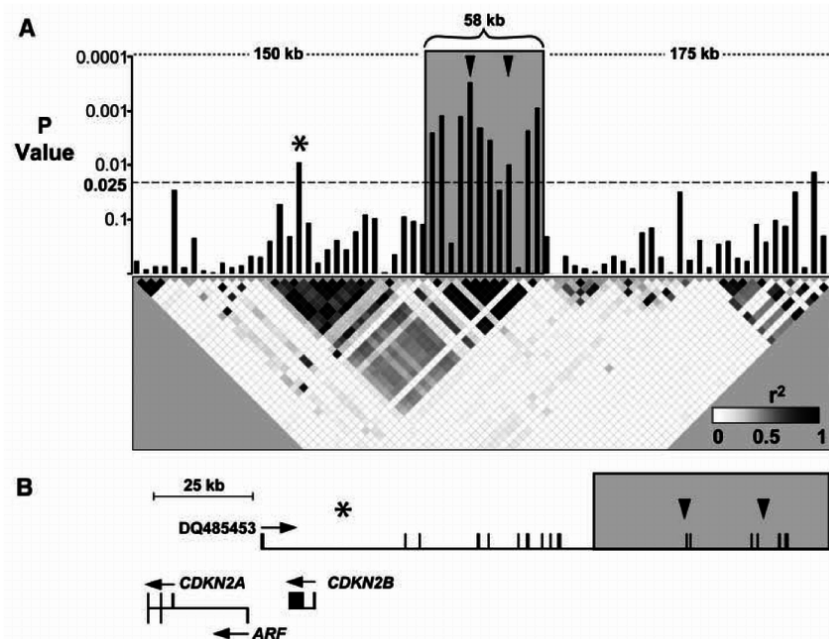 A
58 kb
150 kb
175 kb
P
Value
0.0001
0.001
0.01
0.025
0.1
*
r²
0 0.5 1
B
25 kb
*
DQ485453
CDKN2A
CDKN2B
ARF